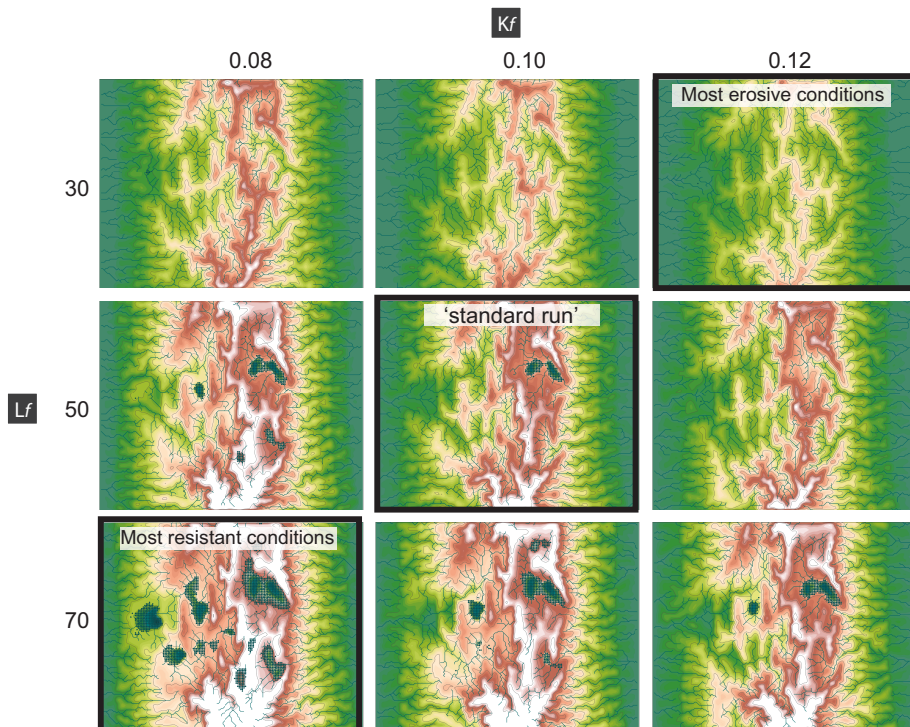 Kf
0.08 0.10 0.12
Most erosive conditions
30
'standard run'
Lf
50
Most resistant conditions
70